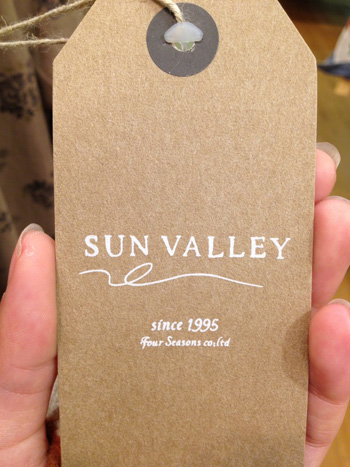 SUN VALLEY
since 1995
Four Seasons co.,ltd